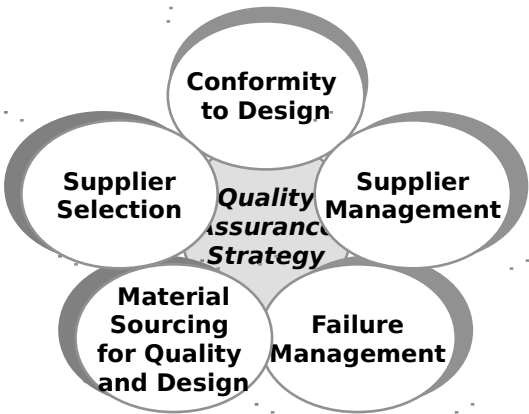 Conformity
to Design
Supplier
Selection
Quality
Assurance
Strategy
Supplier
Management
Material
Sourcing
for Quality
and Design
Failure
Management